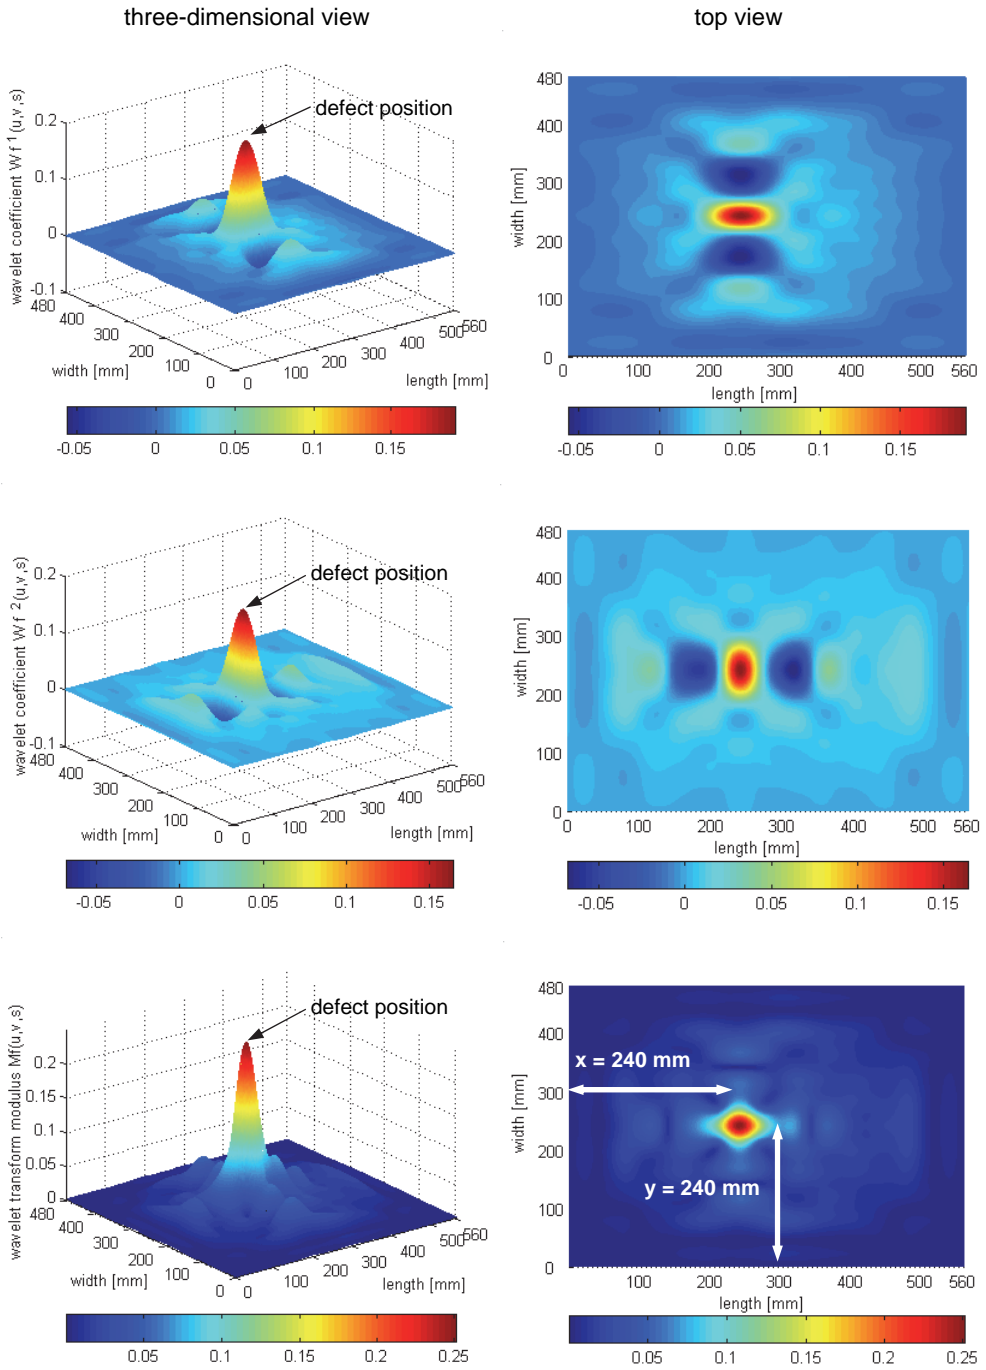 three-dimensional view
top view
defect position
wavelet coefficient W f ¹ (u,v,s)
0.2
0.1
0
-0.1
480
400
300
200
100
0
width [mm]
0
100
200
300
400
500
560
length [mm]
-0.05 0 0.05 0.1 0.15
480
400
300
200
100
0
width [mm]
0 100 200 300 400 500 560
length [mm]
-0.05 0 0.05 0.1 0.15
defect position
wavelet coefficient W f ² (u,v,s)
0.2
0.1
0
-0.1
480
400
300
200
100
0
width [mm]
0
100
200
300
400
500
560
length [mm]
-0.05 0 0.05 0.1 0.15
480
400
300
200
100
0
width [mm]
0 100 200 300 400 500 560
length [mm]
-0.05 0 0.05 0.1 0.15
defect position
wavelet transform modulus Mf(u,v,s)
0.2
0.15
0.1
0.05
0
480
400
300
200
100
0
width [mm]
0
100
200
300
400
500
560
length [mm]
0.05 0.1 0.15 0.2 0.25
480
400
300
200
100
0
width [mm]
x = 240 mm
y = 240 mm
100 200 300 400 500 560
length [mm]
0.05 0.1 0.15 0.2 0.25